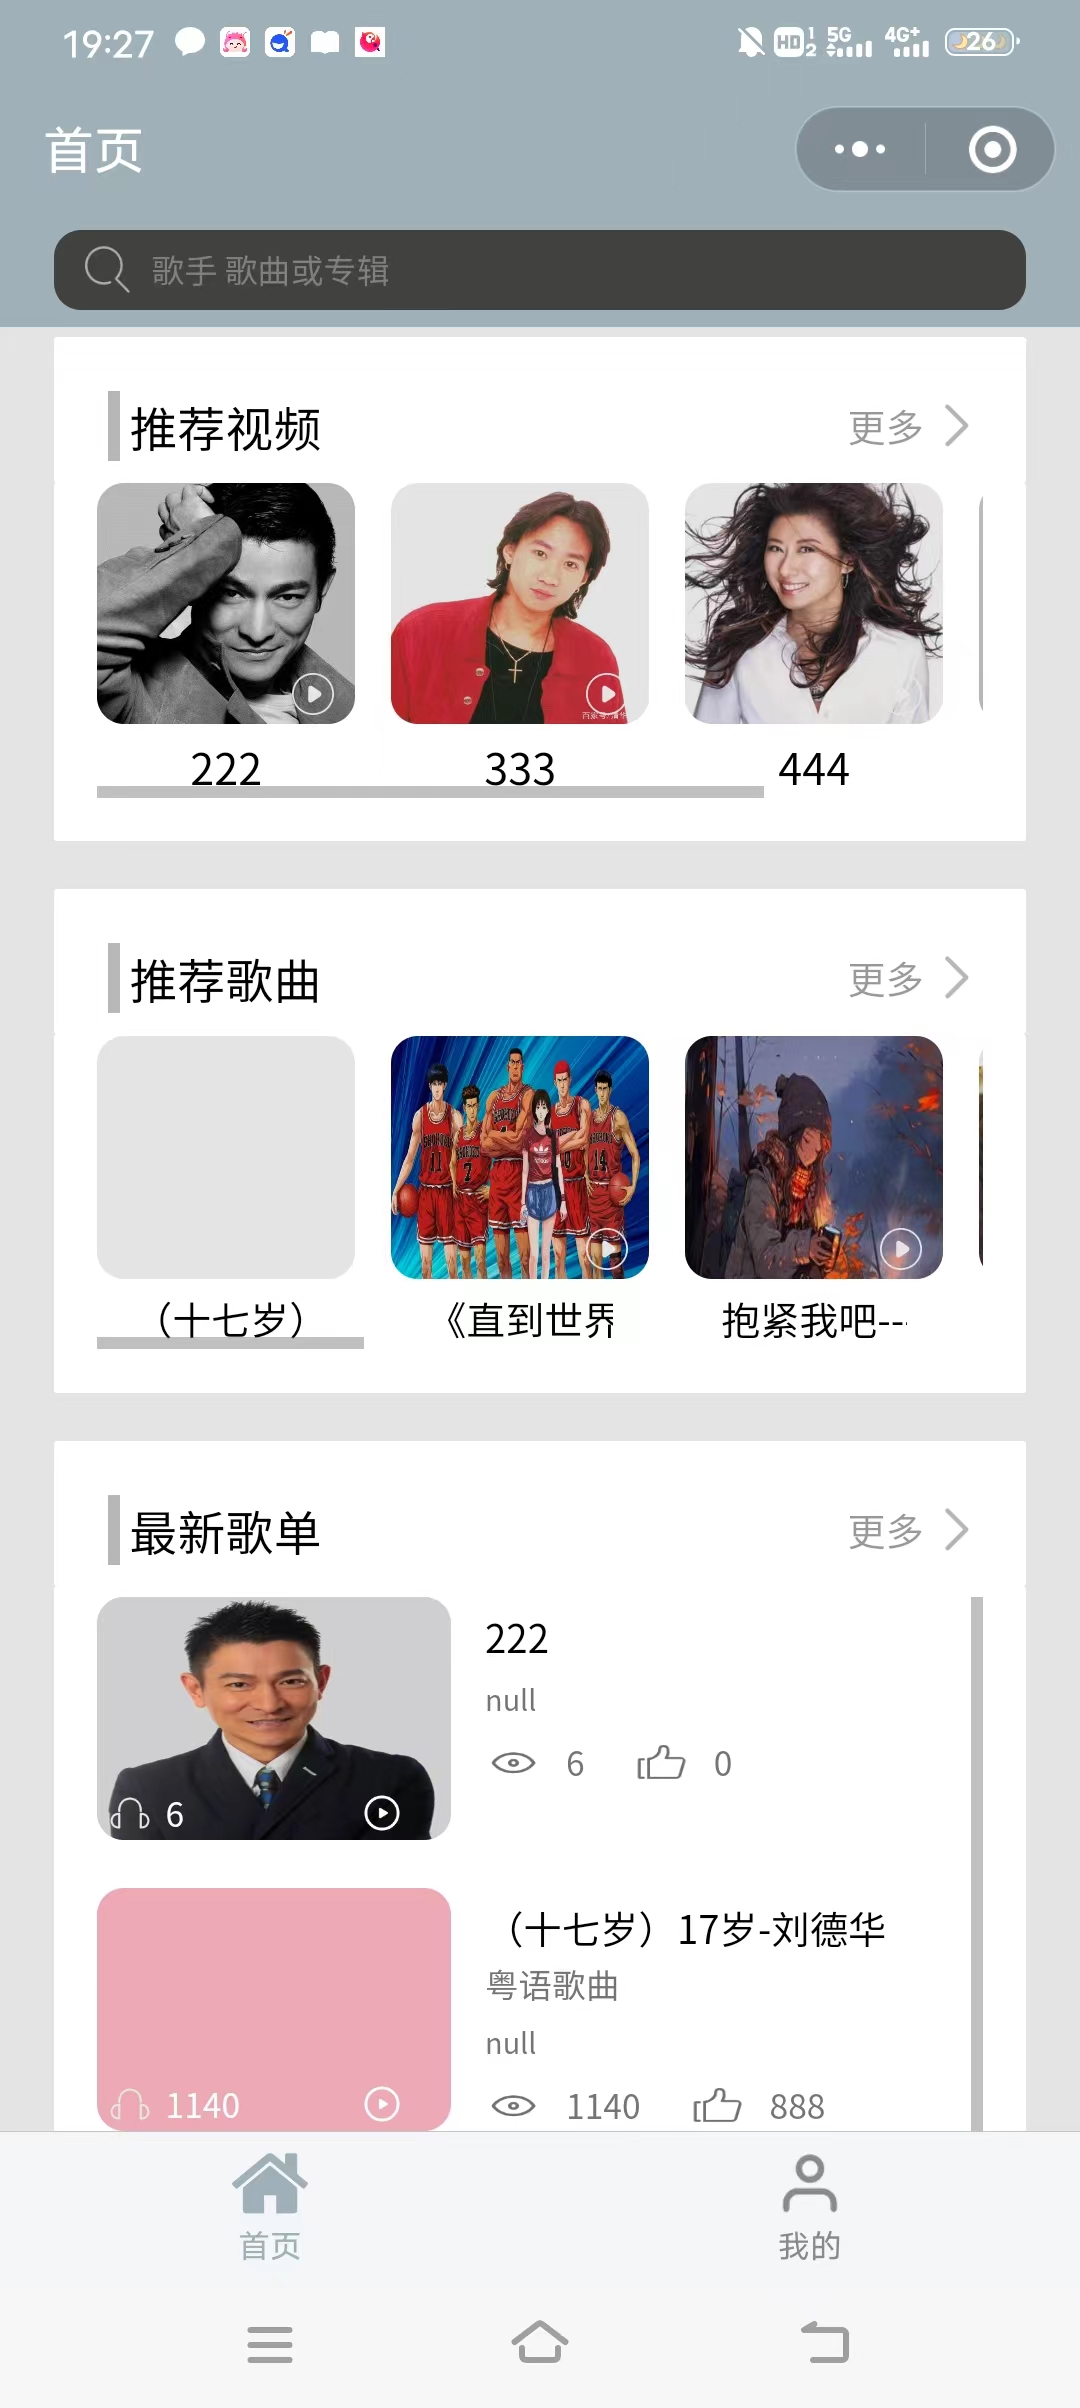 19:27
HD 1 2 5G 4G+ 26
首页
歌手 歌曲或专辑
推荐视频
更多
222
333
444
推荐歌曲
更多
（十七岁）
《直到世界
抱紧我吧---
最新歌单
更多
222
null
6 0
6
（十七岁）17岁-刘德华
粤语歌曲
null
1140 888
1140
首页
我的